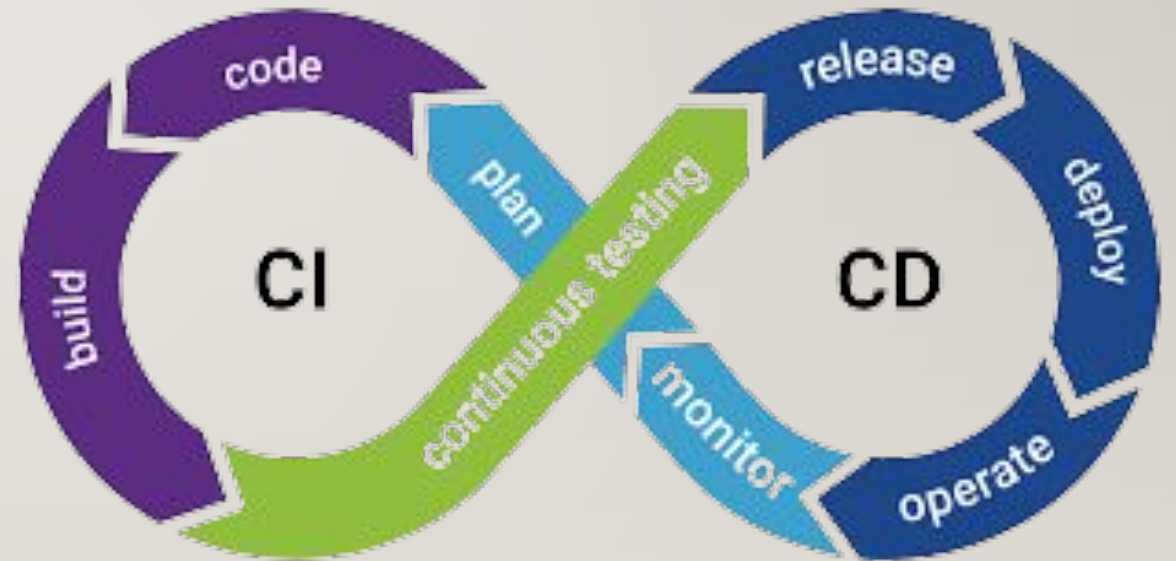 code
release
plan
continuous testing
deploy
build
CI
CD
monitor
operate